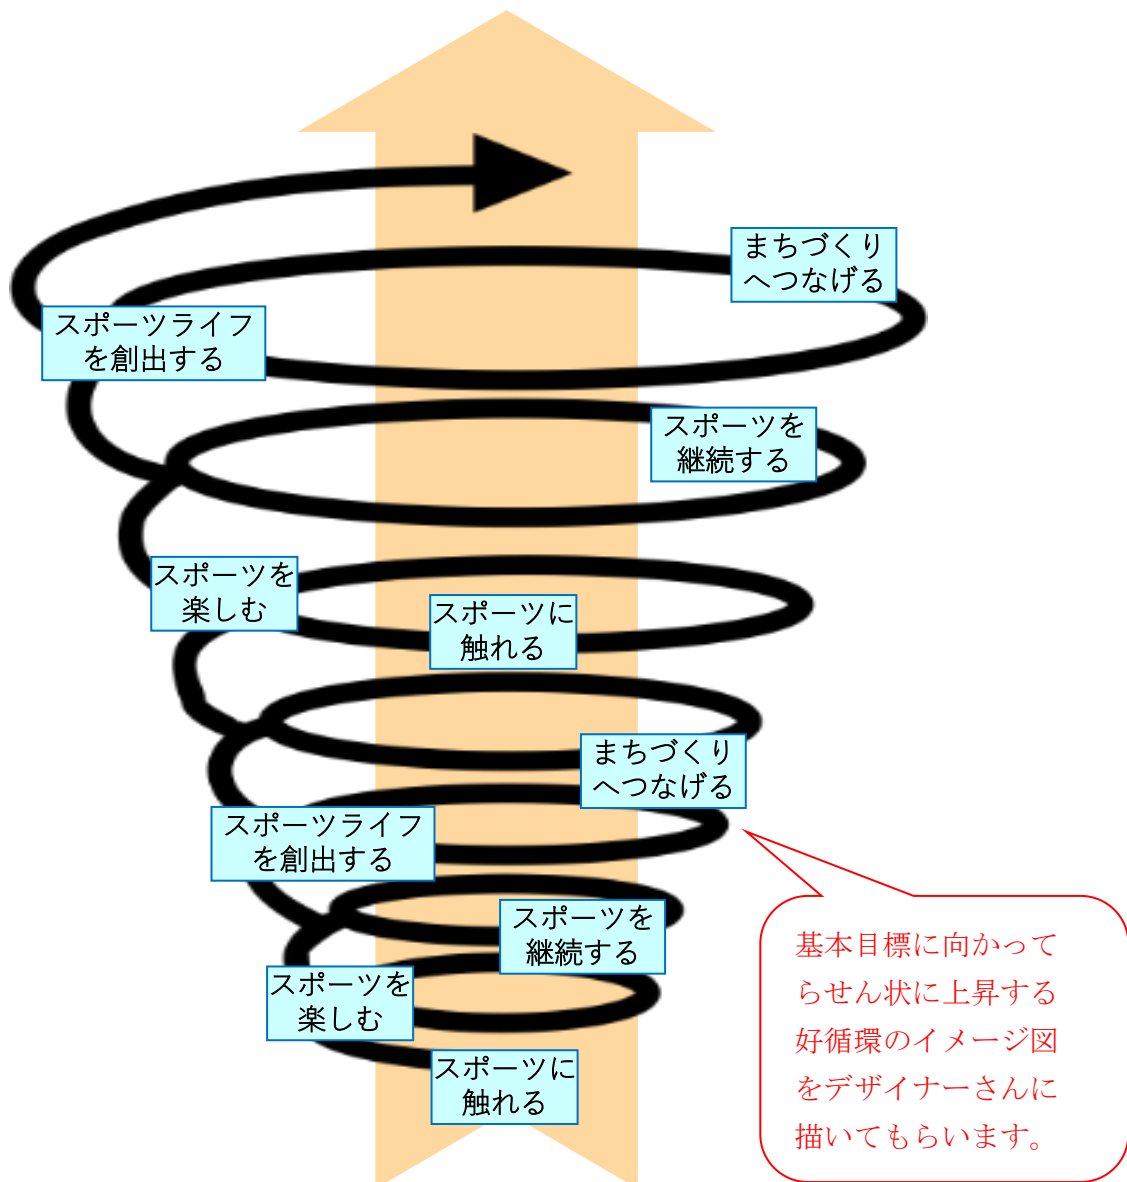 まちづくり
へつなげる
スポーツライフ
を創出する
スポーツを
継続する
スポーツを
楽しむ
スポーツに
触れる
まちづくり
へつなげる
スポーツライフ
を創出する
スポーツを
継続する
スポーツを
楽しむ
スポーツに
触れる
基本目標に向かって
らせん状に上昇する
好循環のイメージ図
をデザイナーさんに
描いてもらいます。